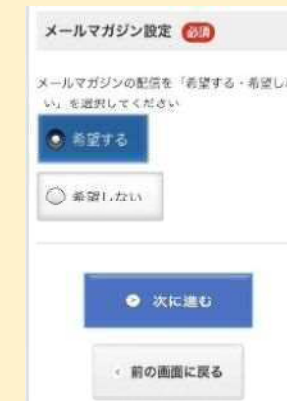 メールマガジン設定 必須
メールマガジンの配信を「希望する・希望しな
い」を選択してください
希望する
希望しない
次に進む
前の画面に戻る